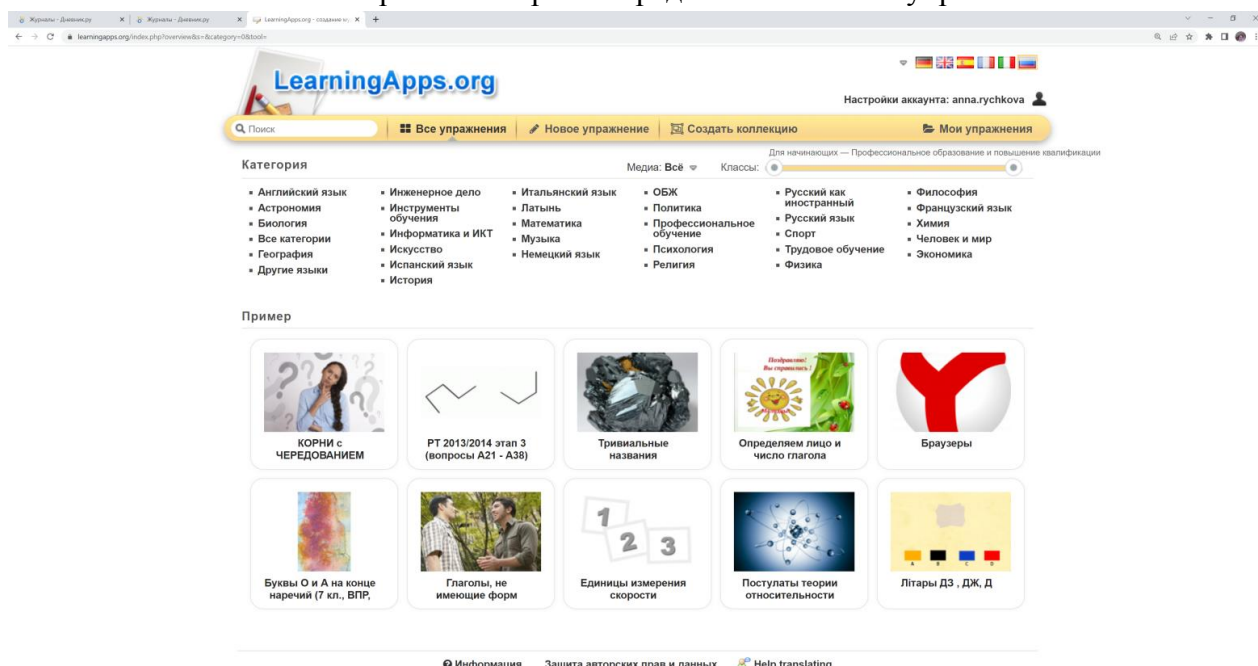 Журналы - Дневник.ру
Журналы - Дневник.ру
LearningApps.org - создание му
learningapps.org/index.php?overview&s=&category=0&tool=
LearningApps.org
Настройки аккаунта: anna.rychkova
Поиск
Все упражнения
Новое упражнение
Создать коллекцию
Мои упражнения
Категория
Медиа: Всё
Классы:
Для начинающих — Профессиональное образование и повышение квалификации
Английский язык
Астрономия
Биология
Все категории
География
Другие языки
Инженерное дело
Инструменты
обучения
Информатика и ИКТ
Искусство
Испанский язык
История
Итальянский язык
Латынь
Математика
Музыка
Немецкий язык
ОБЖ
Политика
Профессиональное
обучение
Психология
Религия
Русский как
иностранный
Русский язык
Спорт
Трудовое обучение
Физика
Философия
Французский язык
Химия
Человек и мир
Экономика
Пример
КОРНИ с
ЧЕРЕДОВАНИЕМ
РТ 2013/2014 этап 3
(вопросы А21 - А38)
Тривиальные
названия
Поздравляю!
Вы справились!
Определяем лицо и
число глагола
Браузеры
Буквы О и А на конце
наречий (7 кл., ВПР,
Глаголы, не
имеющие форм
1
2
3
Единицы измерения
скорости
Постулаты теории
относительности
A B C D
Літары ДЗ , ДЖ, Д
Информация
Защита авторских прав и данных
Help translating